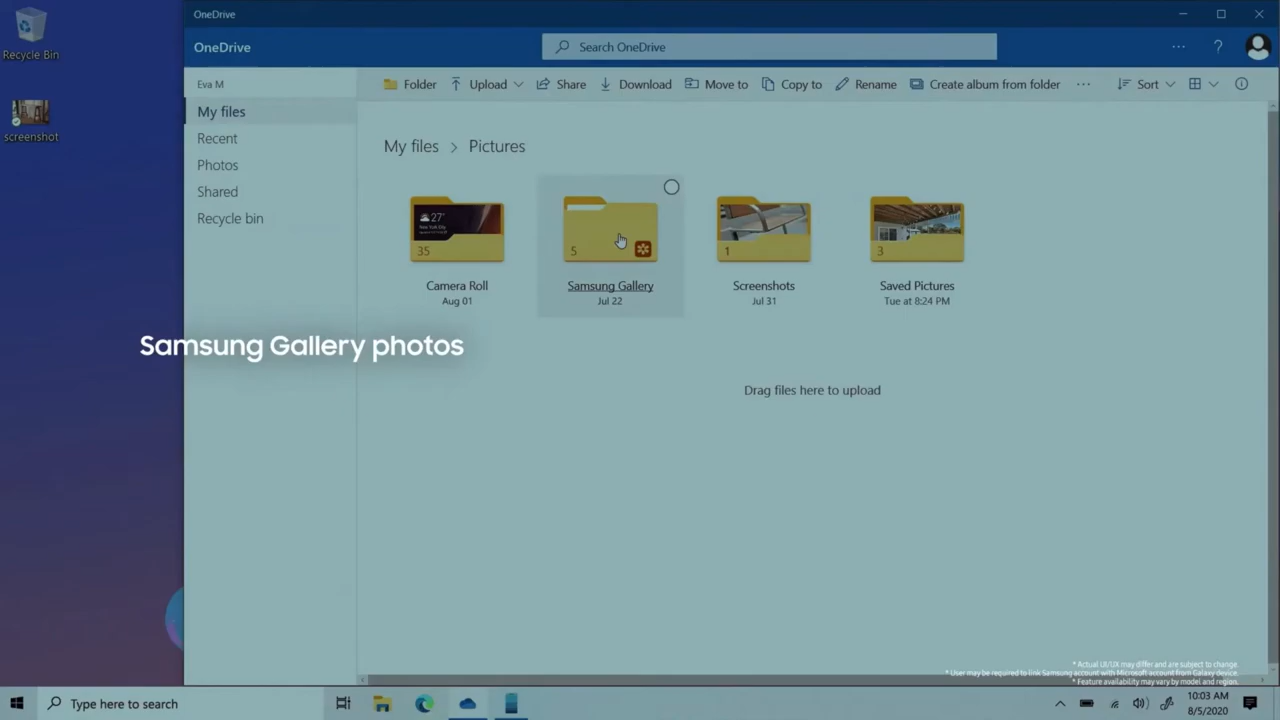 OneDrive
OneDrive
Search OneDrive
Eva M
Folder Upload Share Download Move to Copy to Rename Create album from folder Sort
My files
Recent
Photos
Shared
Recycle bin
My files > Pictures
27°
New York City
35
5
1
3
Camera Roll
Aug 01
Samsung Gallery
Jul 22
Screenshots
Jul 31
Saved Pictures
Tue at 8:24 PM
Drag files here to upload
Recycle Bin
screenshot
Samsung Gallery photos
* Actual UI/UX may differ and are subject to change.
* User may be required to link Samsung account with Microsoft account from Galaxy device.
* Feature availability may vary by model and region.
Type here to search
10:03 AM
8/5/2020